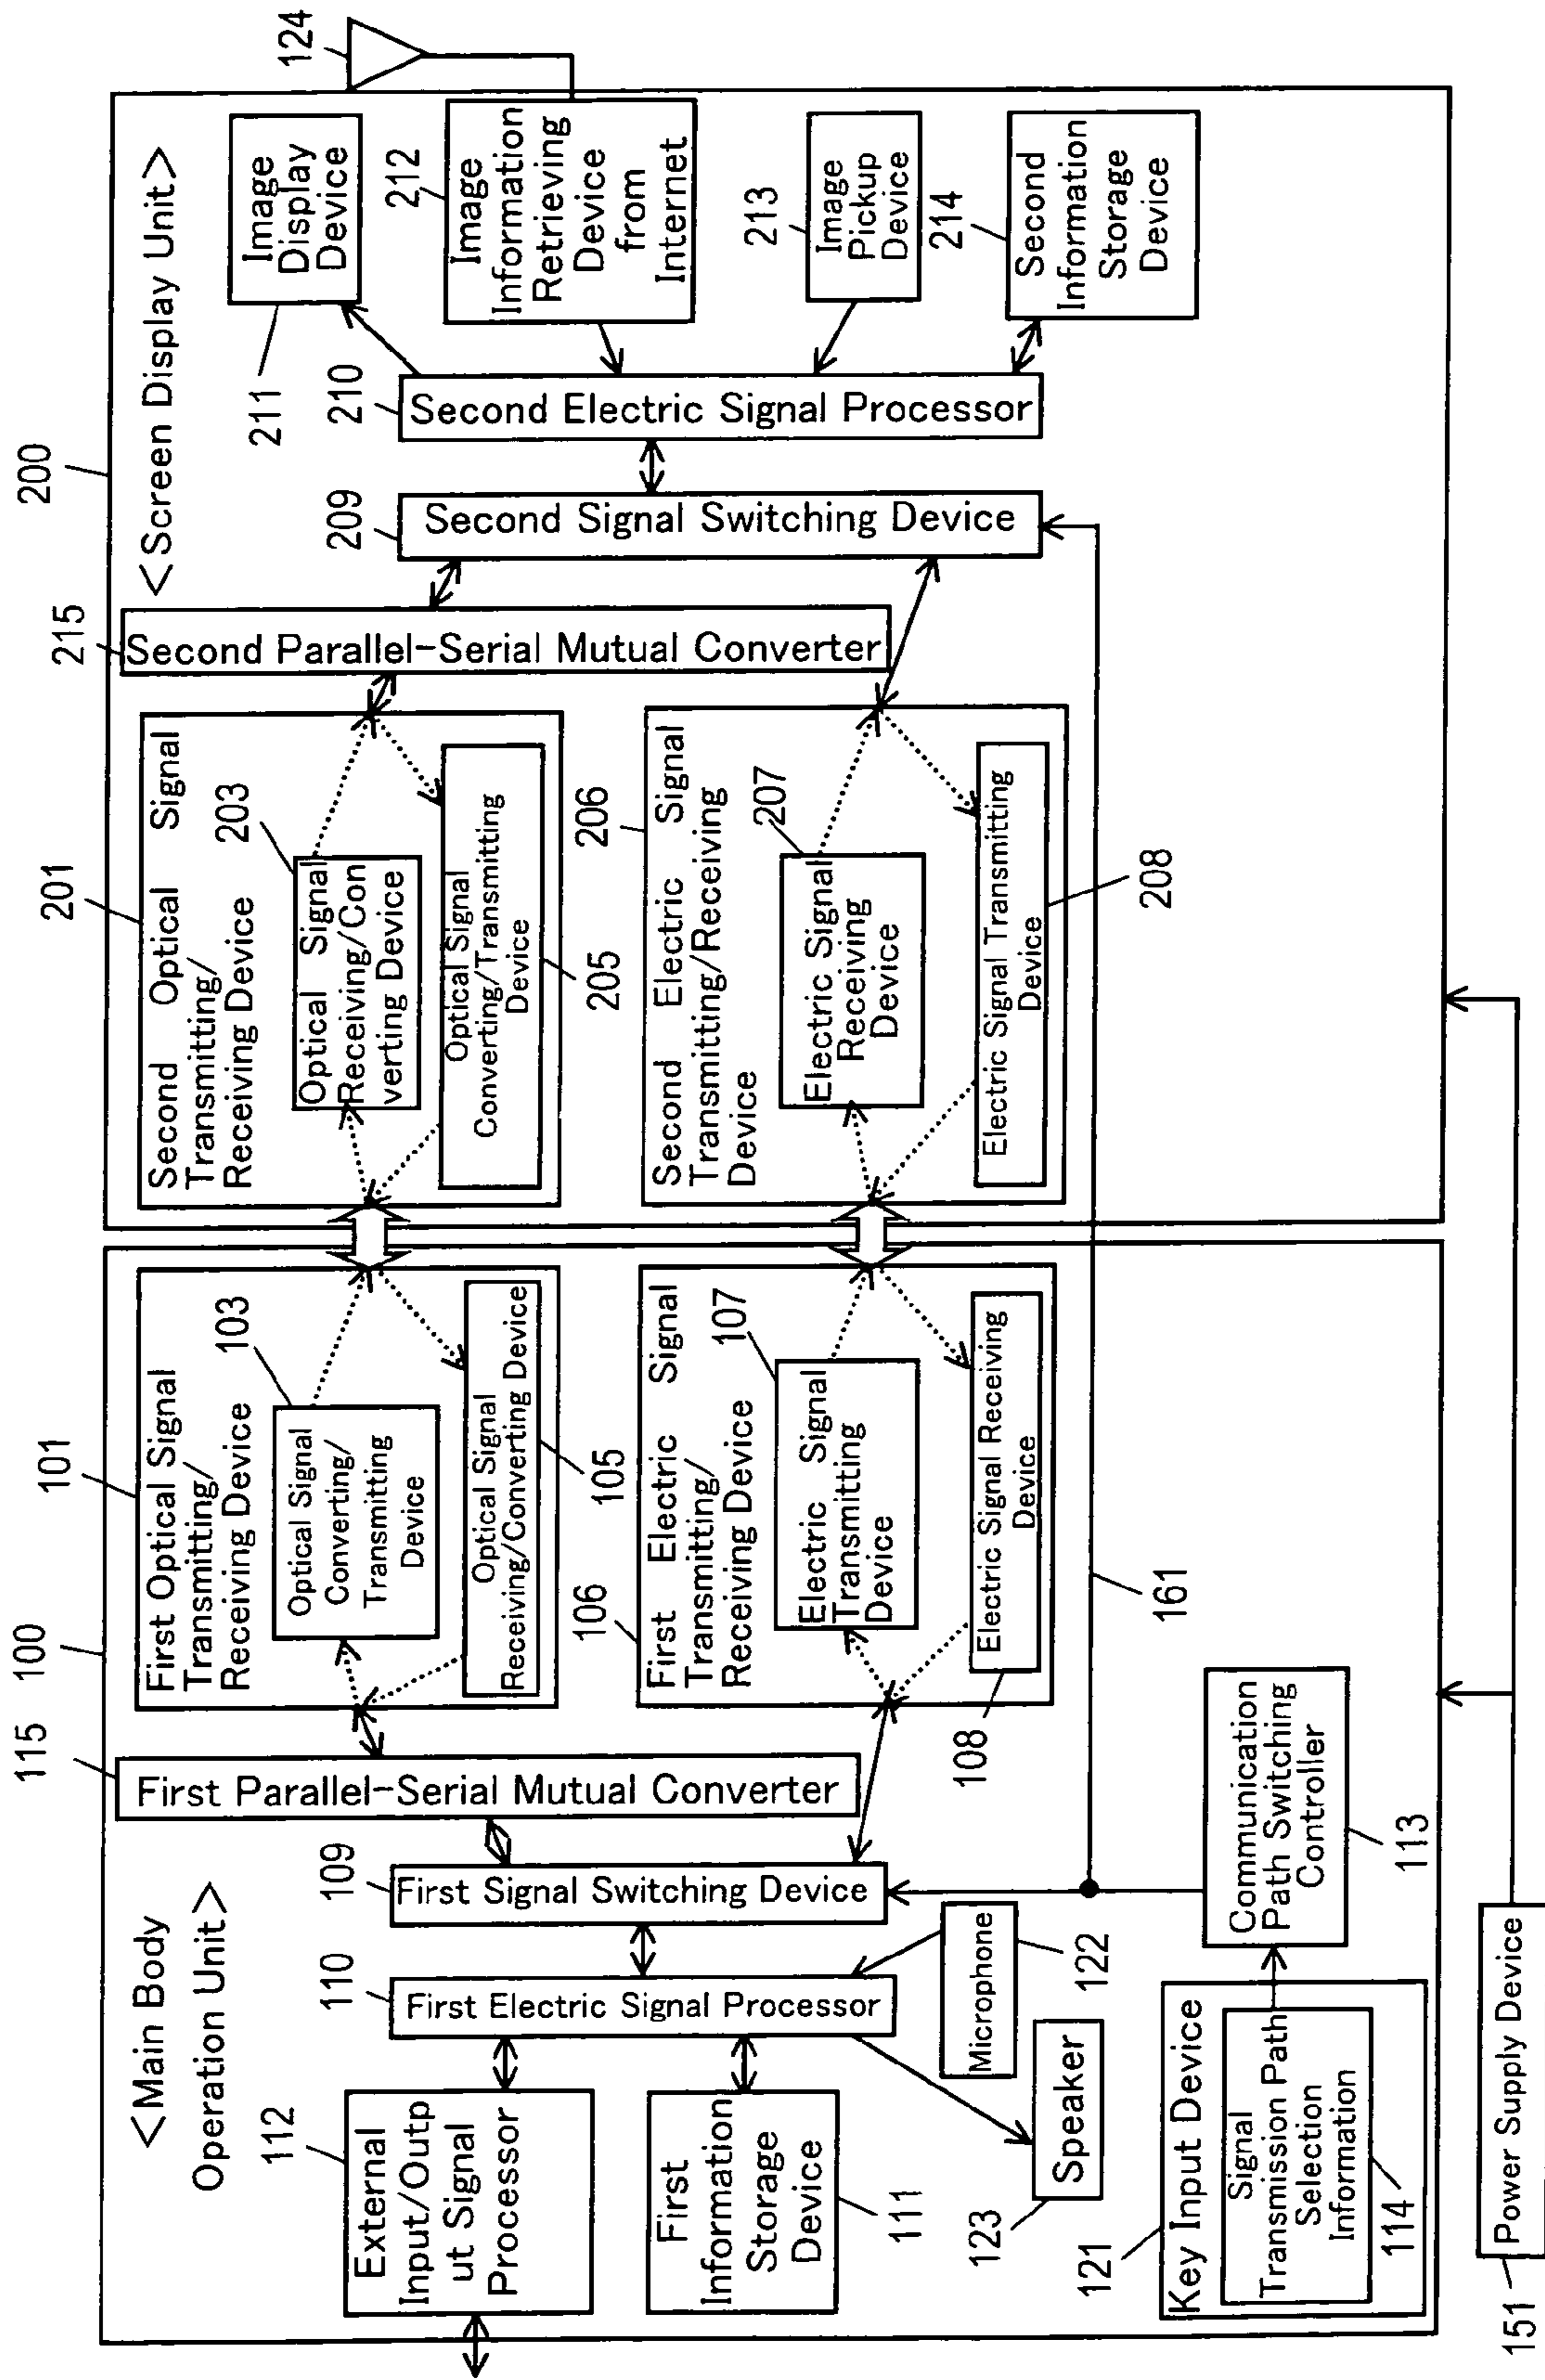 <Main Body
Operation Unit>
100
112
External
Input/Outp
ut Signal
Processor
First
Information
Storage
Device
111
110
First Electric Signal Processor
109
First Signal Switching Device
115
First Parallel-Serial Mutual Converter
101
First Optical Signal
Transmitting/
Receiving Device
103
Optical Signal
Converting/
Transmitting
Device
Optical Signal
Receiving/Converting Device
105
106
First Electric Signal
Transmitting/
Receiving Device
107
Electric Signal
Transmitting
Device
Electric Signal Receiving
Device
108
Microphone
122
Speaker
123
121
Key Input Device
Signal
Transmission Path
Selection
Information
114
Communication
Path Switching
Controller
113
161
151
Power Supply Device
200
<Screen Display Unit>
201
Second Optical Signal
Transmitting/
Receiving Device
203
Optical Signal
Receiving/Con
verting Device
Optical Signal
Converting/Transmitting
Device
205
206
Second Electric Signal
Transmitting/Receiving
Device
207
Electric Signal
Receiving
Device
Electric Signal Transmitting
Device
208
215
Second Parallel-Serial Mutual Converter
209
Second Signal Switching Device
210
Second Electric Signal Processor
211
Image
Display
Device
124
212
Image
Information
Retrieving
Device
from
Internet
213
Image
Pickup
Device
214
Second
Information
Storage
Device